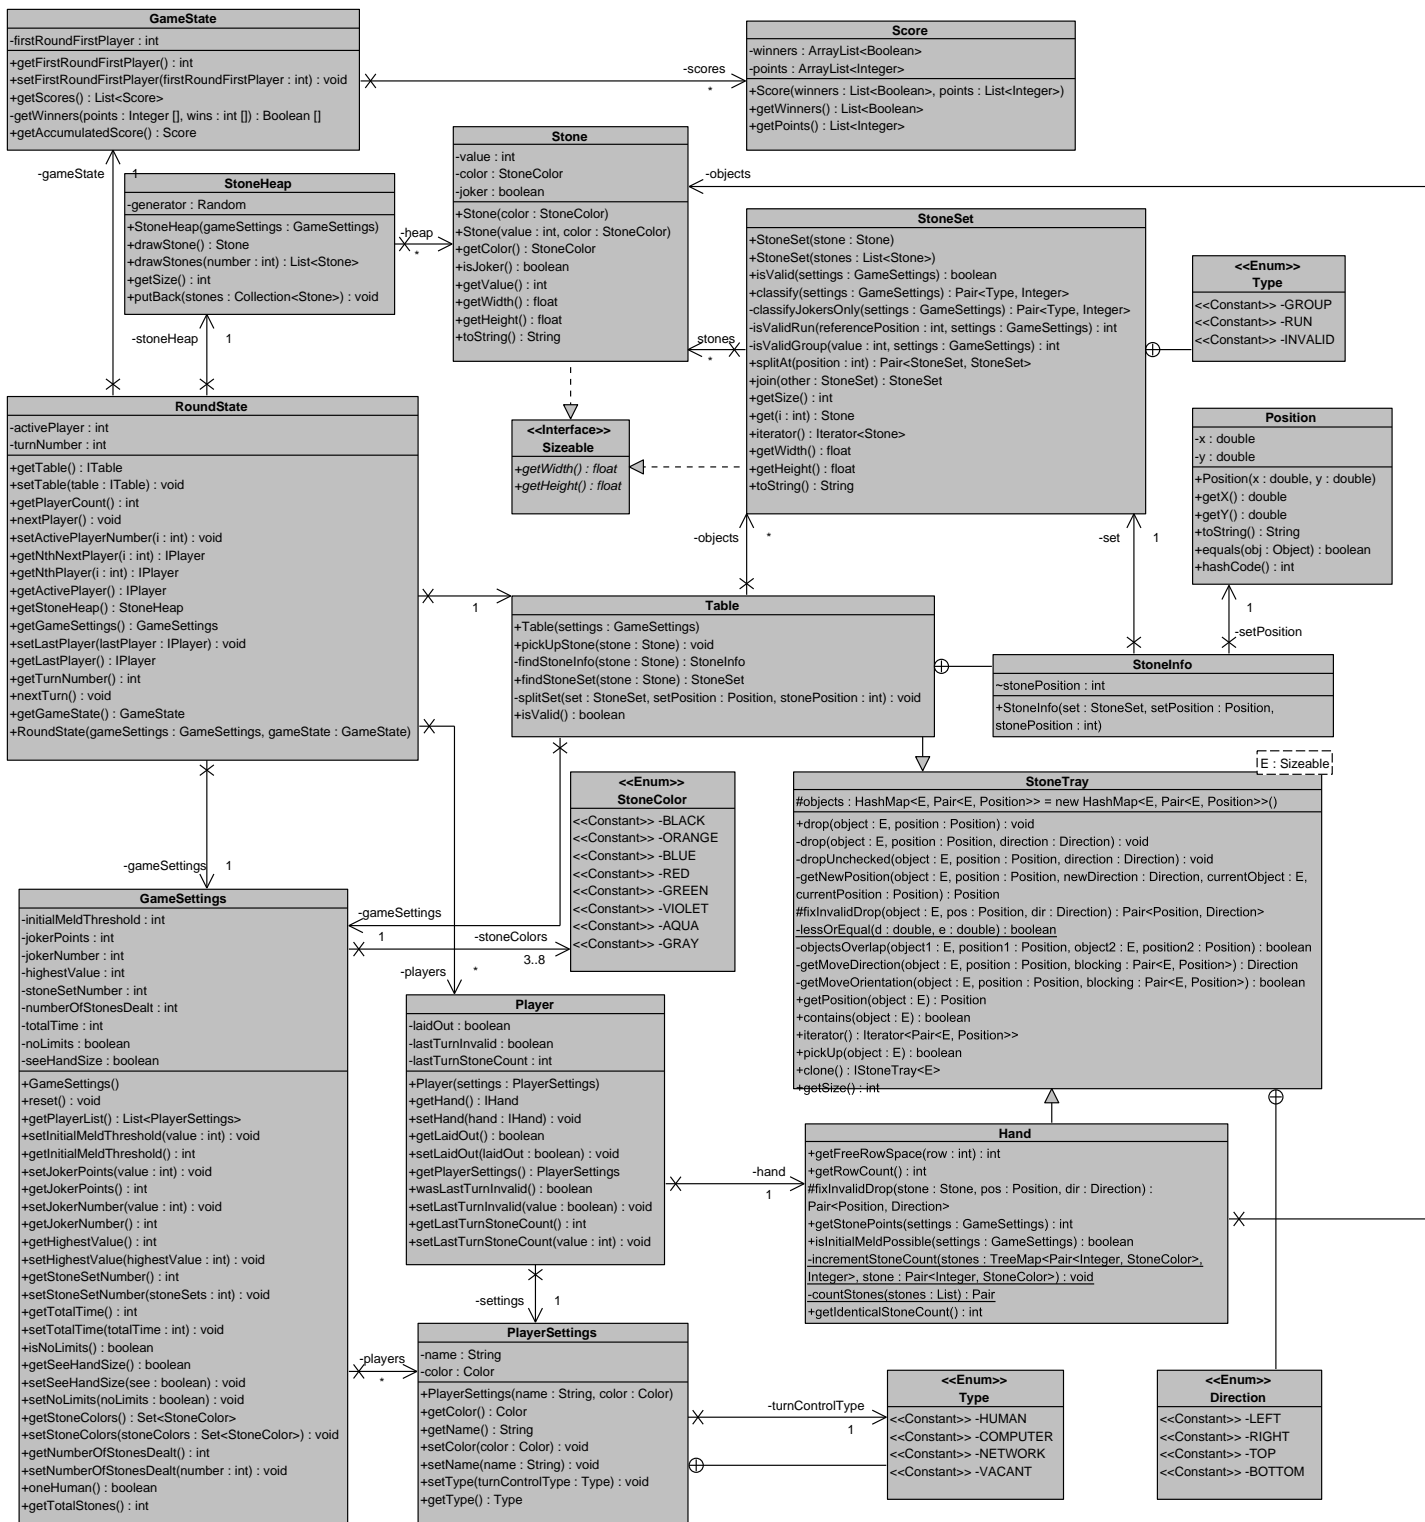 GameState
-firstRoundFirstPlayer : int
+getFirstRoundFirstPlayer() : int
+setFirstRoundFirstPlayer(firstRoundFirstPlayer : int) : void
+getScores() : List<Score>
-getWinners(points : Integer [], wins : int []) : Boolean []
+getAccumulatedScore() : Score
-scores
*
Score
-winners : ArrayList<Boolean>
-points : ArrayList<Integer>
+Score(winners : List<Boolean>, points : List<Integer>)
+getWinners() : List<Boolean>
+getPoints() : List<Integer>
-gameState
1
StoneHeap
-generator : Random
+StoneHeap(gameSettings : GameSettings)
+drawStone() : Stone
+drawStones(number : int) : List<Stone>
+getSize() : int
+putBack(stones : Collection<Stone>) : void
-heap
*
-stoneHeap
1
Stone
-value : int
-color : StoneColor
-joker : boolean
+Stone(color : StoneColor)
+Stone(value : int, color : StoneColor)
+getColor() : StoneColor
+isJoker() : boolean
+getValue() : int
+getWidth() : float
+getHeight() : float
+toString() : String
-objects
stones
*
StoneSet
+StoneSet(stone : Stone)
+StoneSet(stones : List<Stone>)
+isValid(settings : GameSettings) : boolean
+classify(settings : GameSettings) : Pair<Type, Integer>
-classifyJokersOnly(settings : GameSettings) : Pair<Type, Integer>
-isValidRun(referencePosition : int, settings : GameSettings) : int
-isValidGroup(value : int, settings : GameSettings) : int
+splitAt(position : int) : Pair<StoneSet, StoneSet>
+join(other : StoneSet) : StoneSet
+getSize() : int
+get(i : int) : Stone
+iterator() : Iterator<Stone>
+getWidth() : float
+getHeight() : float
+toString() : String
<<Enum>>
Type
<<Constant>> -GROUP
<<Constant>> -RUN
<<Constant>> -INVALID
<<Interface>>
Sizeable
+getWidth() : float
+getHeight() : float
Position
-x : double
-y : double
+Position(x : double, y : double)
+getX() : double
+getY() : double
+toString() : String
+equals(obj : Object) : boolean
+hashCode() : int
RoundState
-activePlayer : int
-turnNumber : int
+getTable() : ITable
+setTable(table : ITable) : void
+getPlayerCount() : int
+nextPlayer() : void
+setActivePlayerNumber(i : int) : void
+getNthNextPlayer(i : int) : IPlayer
+getNthPlayer(i : int) : IPlayer
+getActivePlayer() : IPlayer
+getStoneHeap() : StoneHeap
+getGameSettings() : GameSettings
+setLastPlayer(lastPlayer : IPlayer) : void
+getLastPlayer() : IPlayer
+getTurnNumber() : int
+nextTurn() : void
+getGameState() : GameState
+RoundState(gameSettings : GameSettings, gameState : GameState)
1
-objects
*
-set
1
1
-setPosition
Table
+Table(settings : GameSettings)
+pickUpStone(stone : Stone) : void
-findStoneInfo(stone : Stone) : StoneInfo
+findStoneSet(stone : Stone) : StoneSet
-splitSet(set : StoneSet, setPosition : Position, stonePosition : int) : void
+isValid() : boolean
StoneInfo
~stonePosition : int
+StoneInfo(set : StoneSet, setPosition : Position,
stonePosition : int)
<<Enum>>
StoneColor
<<Constant>> -BLACK
<<Constant>> -ORANGE
<<Constant>> -BLUE
<<Constant>> -RED
<<Constant>> -GREEN
<<Constant>> -VIOLET
<<Constant>> -AQUA
<<Constant>> -GRAY
E : Sizeable
StoneTray
#objects : HashMap<E, Pair<E, Position>> = new HashMap<E, Pair<E, Position>>()
+drop(object : E, position : Position) : void
-drop(object : E, position : Position, direction : Direction) : void
-dropUnchecked(object : E, position : Position, direction : Direction) : void
-getNewPosition(object : E, position : Position, newDirection : Direction, currentObject : E,
currentPosition : Position) : Position
#fixInvalidDrop(object : E, pos : Position, dir : Direction) : Pair<Position, Direction>
-lessOrEqual(d : double, e : double) : boolean
-objectsOverlap(object1 : E, position1 : Position, object2 : E, position2 : Position) : boolean
-getMoveDirection(object : E, position : Position, blocking : Pair<E, Position>) : Direction
-getMoveOrientation(object : E, position : Position, blocking : Pair<E, Position>) : boolean
+getPosition(object : E) : Position
+contains(object : E) : boolean
+iterator() : Iterator<Pair<E, Position>>
+pickUp(object : E) : boolean
+clone() : IStoneTray<E>
+getSize() : int
-gameSettings
1
-gameSettings
1
-stoneColors
3..8
-players
*
GameSettings
-initialMeldThreshold : int
-jokerPoints : int
-jokerNumber : int
-highestValue : int
-stoneSetNumber : int
-numberOfStonesDealt : int
-totalTime : int
-noLimits : boolean
-seeHandSize : boolean
+GameSettings()
+reset() : void
+getPlayerList() : List<PlayerSettings>
+setInitialMeldThreshold(value : int) : void
+getInitialMeldThreshold() : int
+setJokerPoints(value : int) : void
+getJokerPoints() : int
+setJokerNumber(value : int) : void
+getJokerNumber() : int
+getHighestValue() : int
+setHighestValue(highestValue : int) : void
+getStoneSetNumber() : int
+setStoneSetNumber(stoneSets : int) : void
+getTotalTime() : int
+setTotalTime(totalTime : int) : void
+isNoLimits() : boolean
+getSeeHandSize() : boolean
+setSeeHandSize(see : boolean) : void
+setNoLimits(noLimits : boolean) : void
+getStoneColors() : Set<StoneColor>
+setStoneColors(stoneColors : Set<StoneColor>) : void
+getNumberOfStonesDealt() : int
+setNumberOfStonesDealt(number : int) : void
+oneHuman() : boolean
+getTotalStones() : int
Player
-laidOut : boolean
-lastTurnInvalid : boolean
-lastTurnStoneCount : int
+Player(settings : PlayerSettings)
+getHand() : IHand
+setHand(hand : IHand) : void
+getLaidOut() : boolean
+setLaidOut(laidOut : boolean) : void
+getPlayerSettings() : PlayerSettings
+wasLastTurnInvalid() : boolean
+setLastTurnInvalid(value : boolean) : void
+getLastTurnStoneCount() : int
+setLastTurnStoneCount(value : int) : void
-hand
1
Hand
+getFreeRowSpace(row : int) : int
+getRowCount() : int
#fixInvalidDrop(stone : Stone, pos : Position, dir : Direction) :
Pair<Position, Direction>
+getStonePoints(settings : GameSettings) : int
+isInitialMeldPossible(settings : GameSettings) : boolean
-incrementStoneCount(stones : TreeMap<Pair<Integer, StoneColor>,
Integer>, stone : Pair<Integer, StoneColor>) : void
-countStones(stones : List) : Pair
+getIdenticalStoneCount() : int
-settings
1
-players
*
PlayerSettings
-name : String
-color : Color
+PlayerSettings(name : String, color : Color)
+getColor() : Color
+getName() : String
+setColor(color : Color) : void
+setName(name : String) : void
+setType(turnControlType : Type) : void
+getType() : Type
-turnControlType
1
<<Enum>>
Type
<<Constant>> -HUMAN
<<Constant>> -COMPUTER
<<Constant>> -NETWORK
<<Constant>> -VACANT
<<Enum>>
Direction
<<Constant>> -LEFT
<<Constant>> -RIGHT
<<Constant>> -TOP
<<Constant>> -BOTTOM